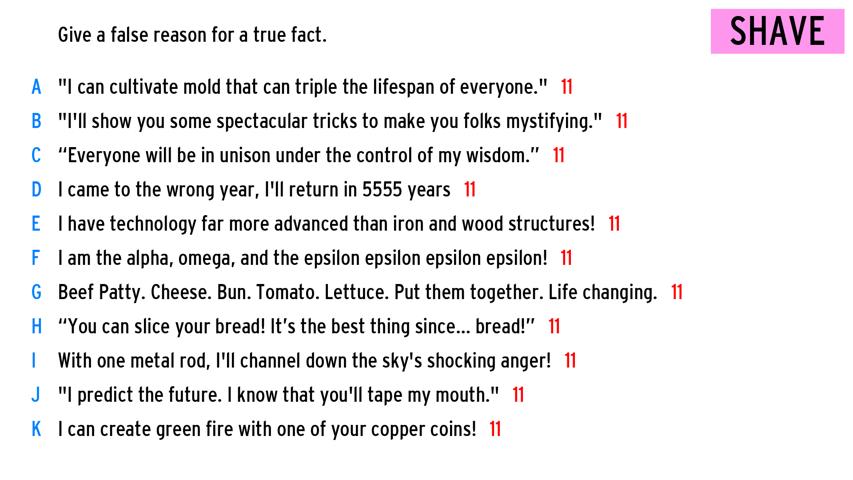 Give a false reason for a true fact.
SHAVE
A "I can cultivate mold that can triple the lifespan of everyone." 11
B "I'll show you some spectacular tricks to make you folks mystifying." 11
C “Everyone will be in unison under the control of my wisdom.” 11
D I came to the wrong year, I'll return in 5555 years 11
E I have technology far more advanced than iron and wood structures! 11
F I am the alpha, omega, and the epsilon epsilon epsilon epsilon! 11
G Beef Patty. Cheese. Bun. Tomato. Lettuce. Put them together. Life changing. 11
H “You can slice your bread! It’s the best thing since... bread!” 11
I With one metal rod, I'll channel down the sky's shocking anger! 11
J "I predict the future. I know that you'll tape my mouth." 11
K I can create green fire with one of your copper coins! 11